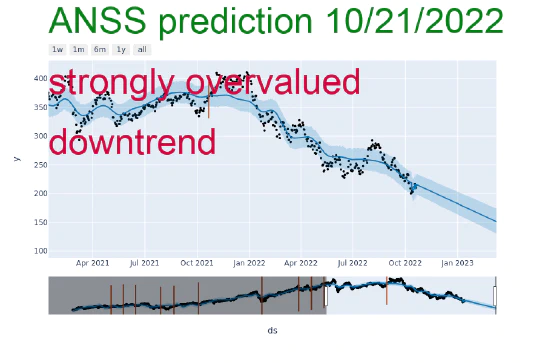 ANSS prediction 10/21/2022
1w 1m 6m 1y all
strongly overvalued
downtrend
400
350
300
250
200
150
100
y
Apr 2021 Jul 2021 Oct 2021 Jan 2022 Apr 2022 Jul 2022 Oct 2022 Jan 2023
ds